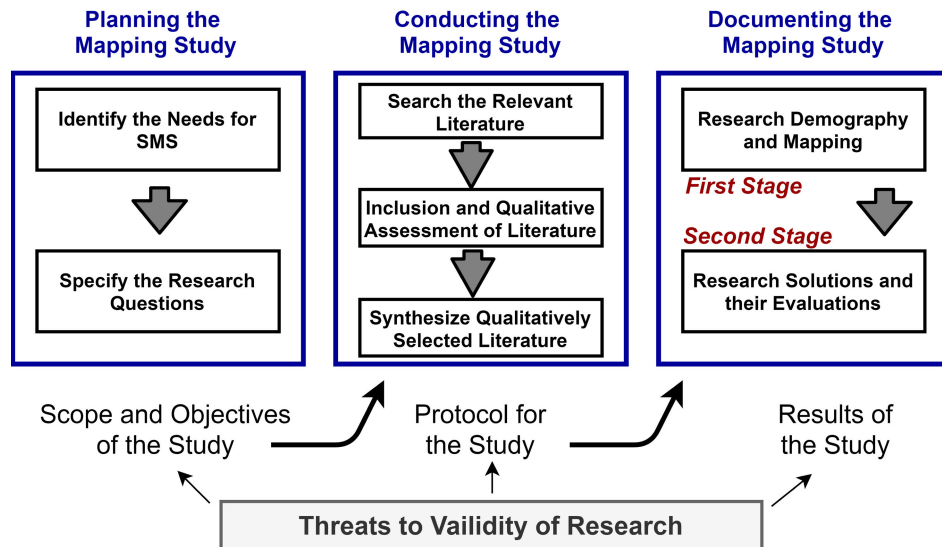 Planning the
Mapping Study
Identify the Needs for
SMS
Specify the Research
Questions
Scope and Objectives
of the Study
Conducting the
Mapping Study
Search the Relevant
Literature
Inclusion and Qualitative
Assessment of Literature
Synthesize Qualitatively
Selected Literature
Protocol for
the Study
Documenting the
Mapping Study
Research Demography
and Mapping
First Stage
Second Stage
Research Solutions and
their Evaluations
Results of
the Study
Threats to Vailidity of Research